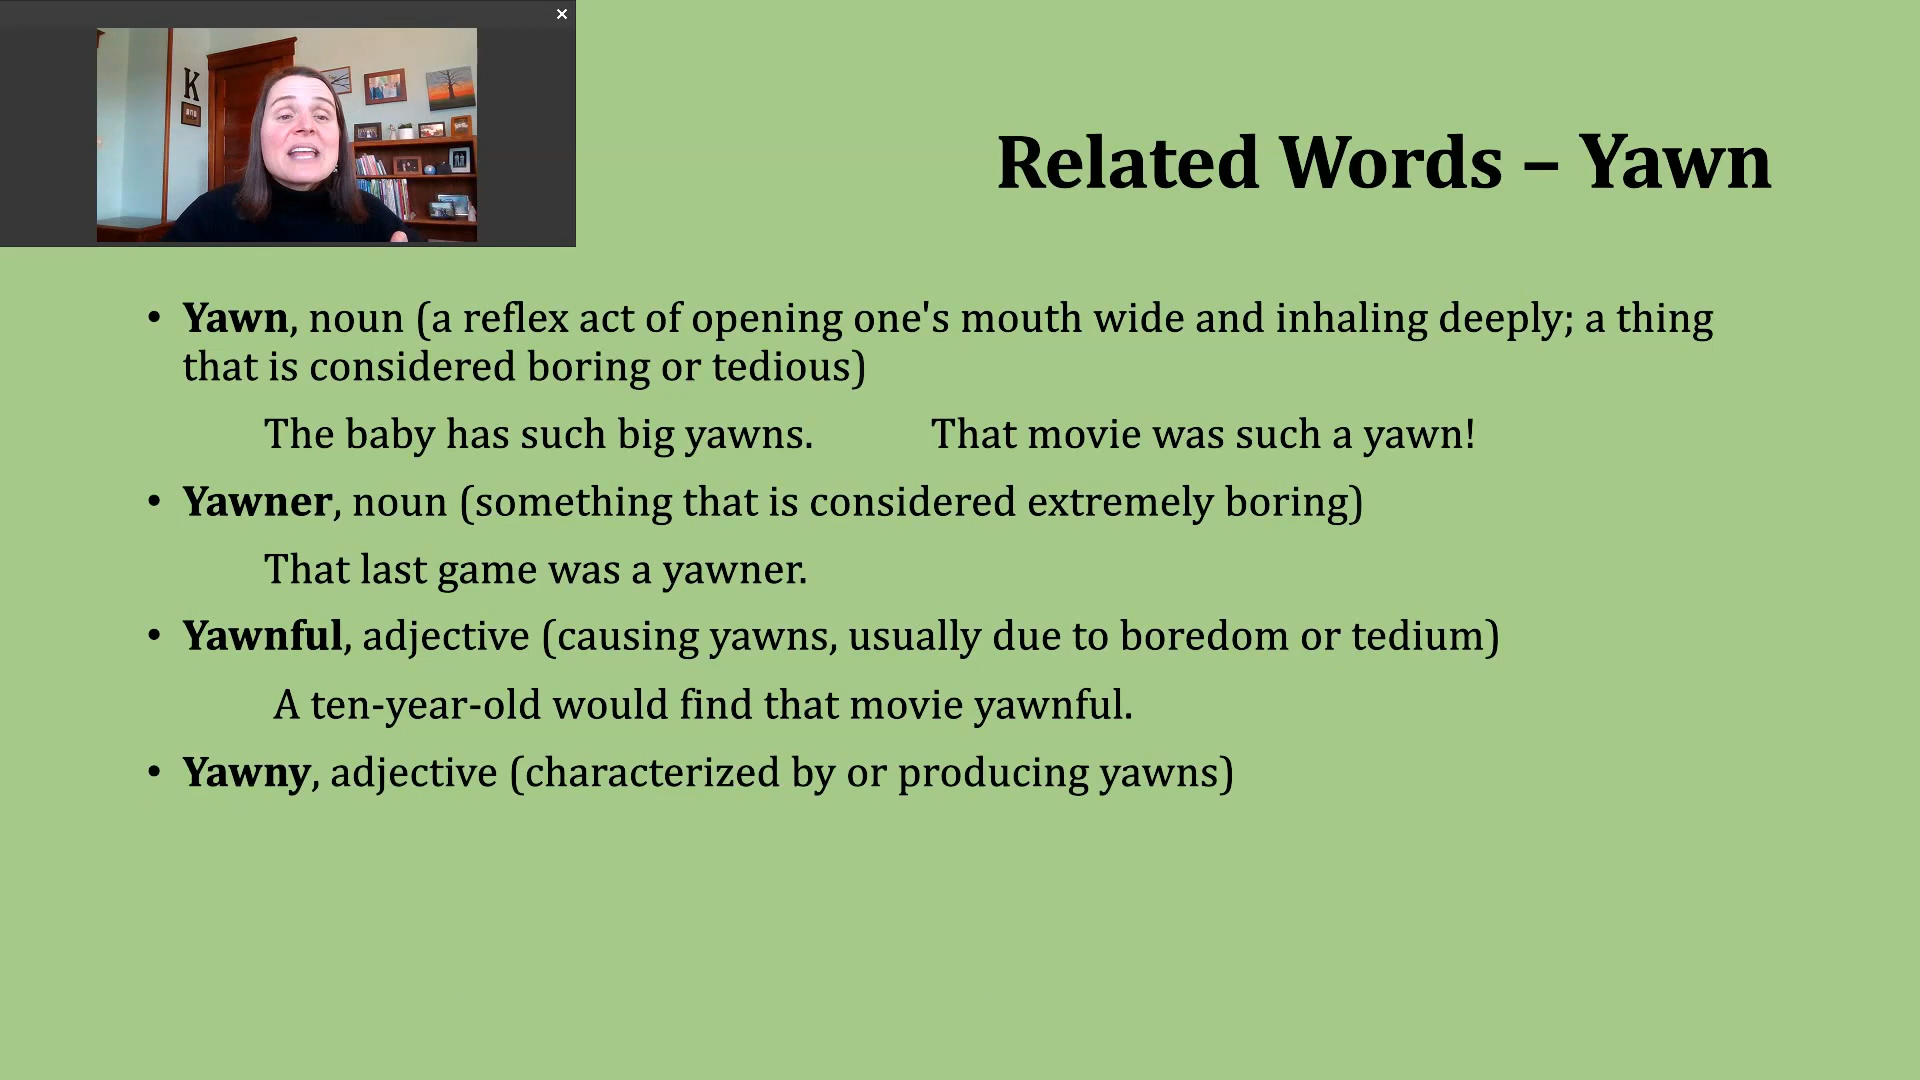 K
Related Words – Yawn
• Yawn, noun (a reflex act of opening one's mouth wide and inhaling deeply; a thing
that is considered boring or tedious)
The baby has such big yawns. That movie was such a yawn!
• Yawner, noun (something that is considered extremely boring)
That last game was a yawner.
• Yawnful, adjective (causing yawns, usually due to boredom or tedium)
A ten-year-old would find that movie yawnful.
• Yawny, adjective (characterized by or producing yawns)